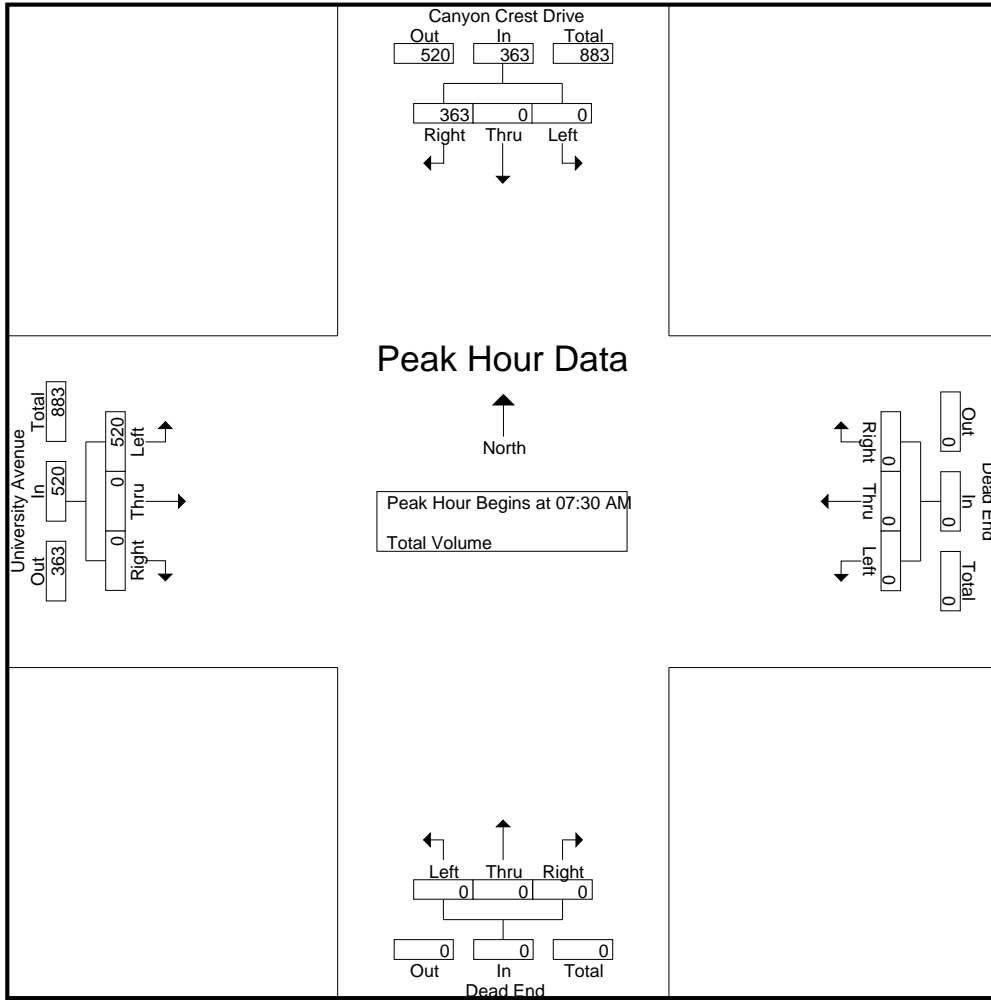 Canyon Crest Drive
Out In Total
520 363 883
363 0 0
Right Thru Left
Peak Hour Data
North
Peak Hour Begins at 07:30 AM
Total Volume
University Avenue
Out In Total
363 520 883
520 0 0
Left Thru Right
Dead End
Out In Total
0 0 0
0 0 0
Right Thru Left
Left Thru Right
0 0 0
0 0 0
Out In Total
Dead End